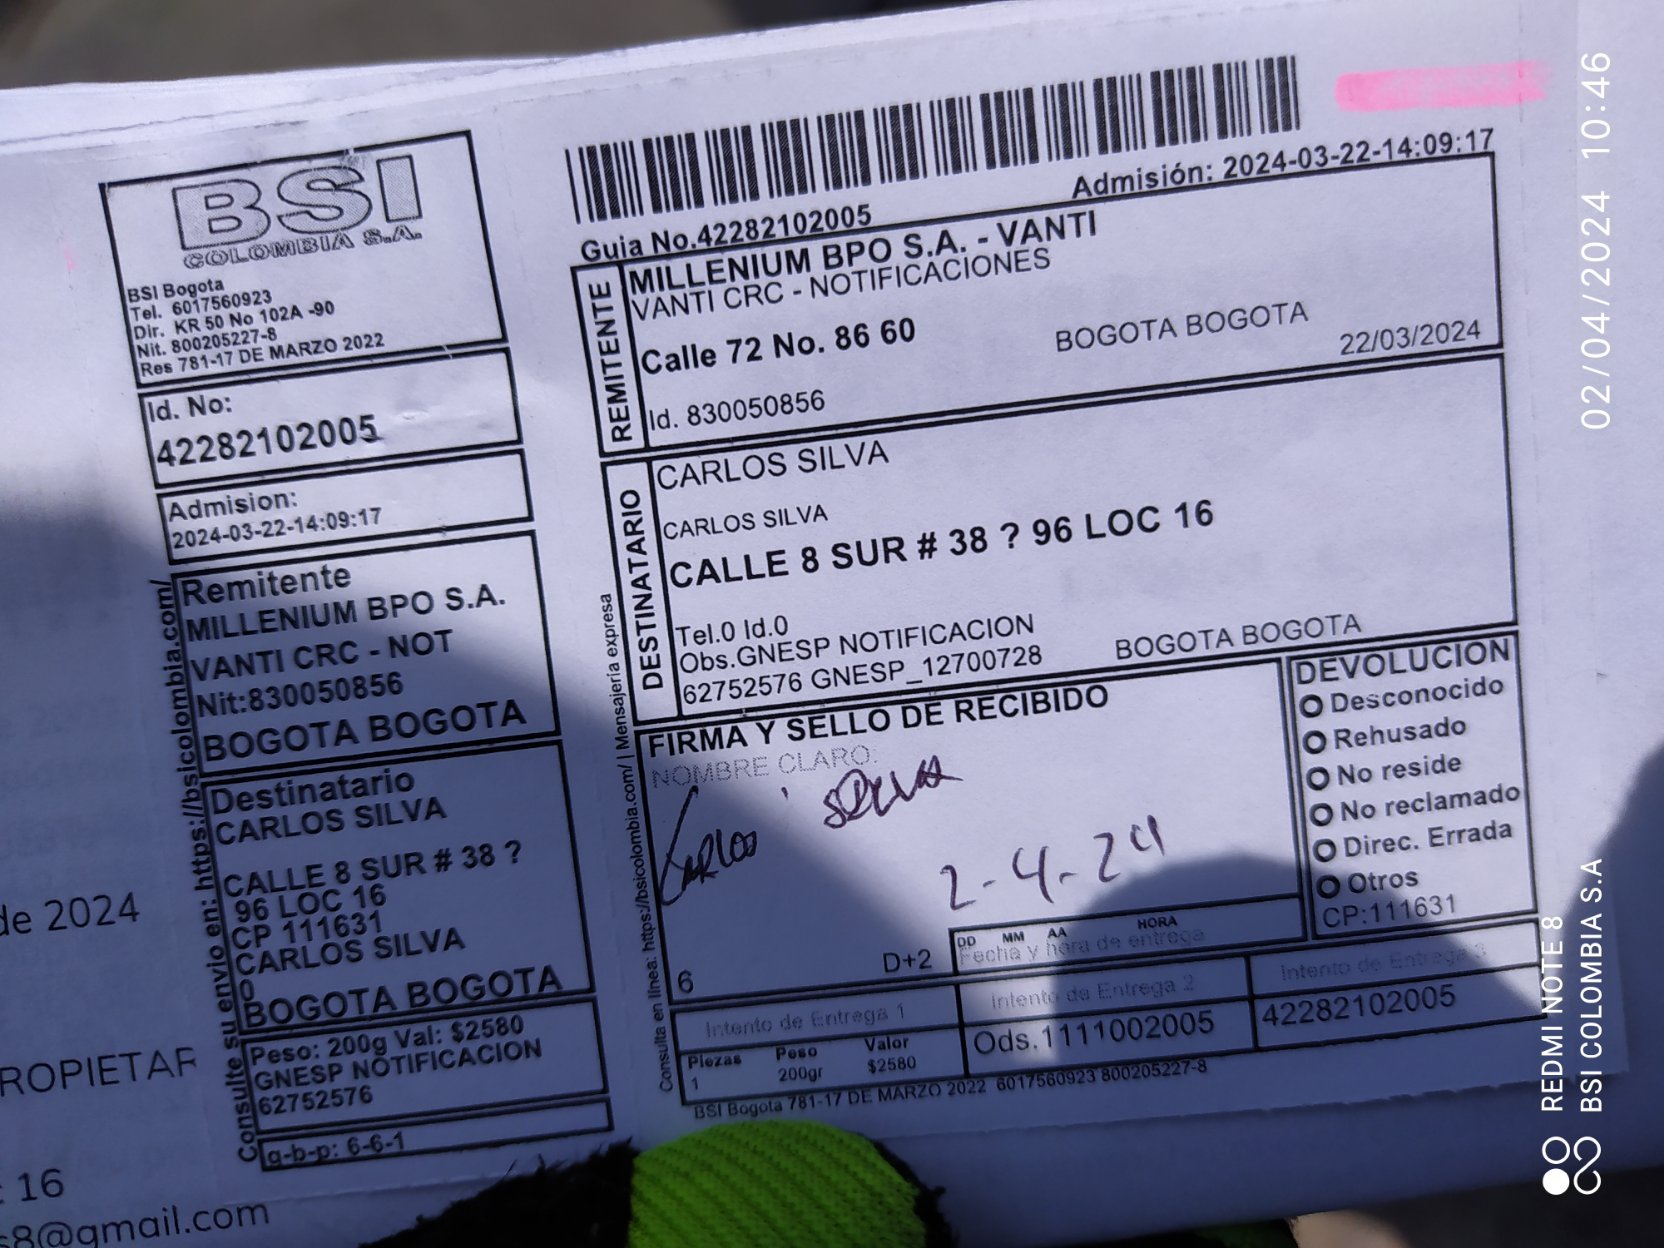 BSI
COLOMBIA S.A.
BSI Bogota
Tel. 6017560923
Dir. KR 50 No 102A -90
Nit. 800205227-8
Res 781-17 DE MARZO 2022
Id. No:
42282102005
Admision:
2024-03-22-14:09:17
Remitente
MILLENIUM BPO S.A.
VANTI CRC - NOT
Nit:830050856
BOGOTA BOGOTA
Destinatario
CARLOS SILVA
CALLE 8 SUR # 38 ?
96 LOC 16
CP 111631
CARLOS SILVA
0
BOGOTA BOGOTA
Peso: 200g Val: $2580
GNESP NOTIFICACION
62752576
q-b-p: 6-6-1
Consulte su envio en: https://bsicolombia.com/
Guia No.42282102005
Admisión: 2024-03-22-14:09:17
REMITENTE
MILLENIUM BPO S.A. - VANTI
VANTI CRC - NOTIFICACIONES
Calle 72 No. 86 60
BOGOTA BOGOTA
22/03/2024
Id. 830050856
DESTINATARIO
CARLOS SILVA
CARLOS SILVA
CALLE 8 SUR # 38 ? 96 LOC 16
Tel.0 Id.0
Obs.GNESP NOTIFICACION
62752576 GNESP_12700728
BOGOTA BOGOTA
FIRMA Y SELLO DE RECIBIDO
NOMBRE CLARO:
Carlos Silva
2-4-24
DD MM AA HORA
Fecha y hora de entrega
6
D+2
DEVOLUCION
Desconocido
Rehusado
No reside
No reclamado
Direc. Errada
Otros
CP:111631
Intento de Entrega 1
Intento de Entrega 2
Intento de Entrega 3
Piezas Peso Valor
1 200gr $2580
Ods.1111002005
42282102005
BSI Bogota 781-17 DE MARZO 2022 6017560923 800205227-8
Consulta en línea: https://bsicolombia.com/ | Mensajería expresa
de 2024
ROPIETAR
: 16
s8@gmail.com
02/04/2024 10:46
REDMI NOTE 8
BSI COLOMBIA S.A